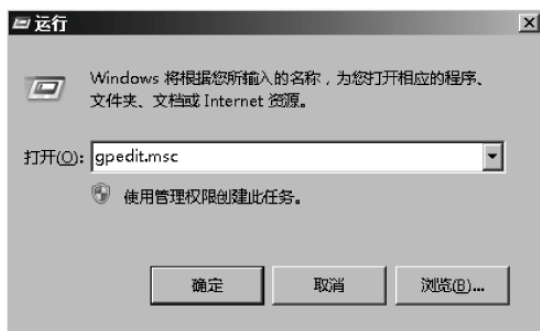 运行
Windows 将根据您所输入的名称，为您打开相应的程序、
文件夹、文档或 Internet 资源。
打开(O): gpedit.msc
使用管理权限创建此任务。
确定 取消 浏览(B)...